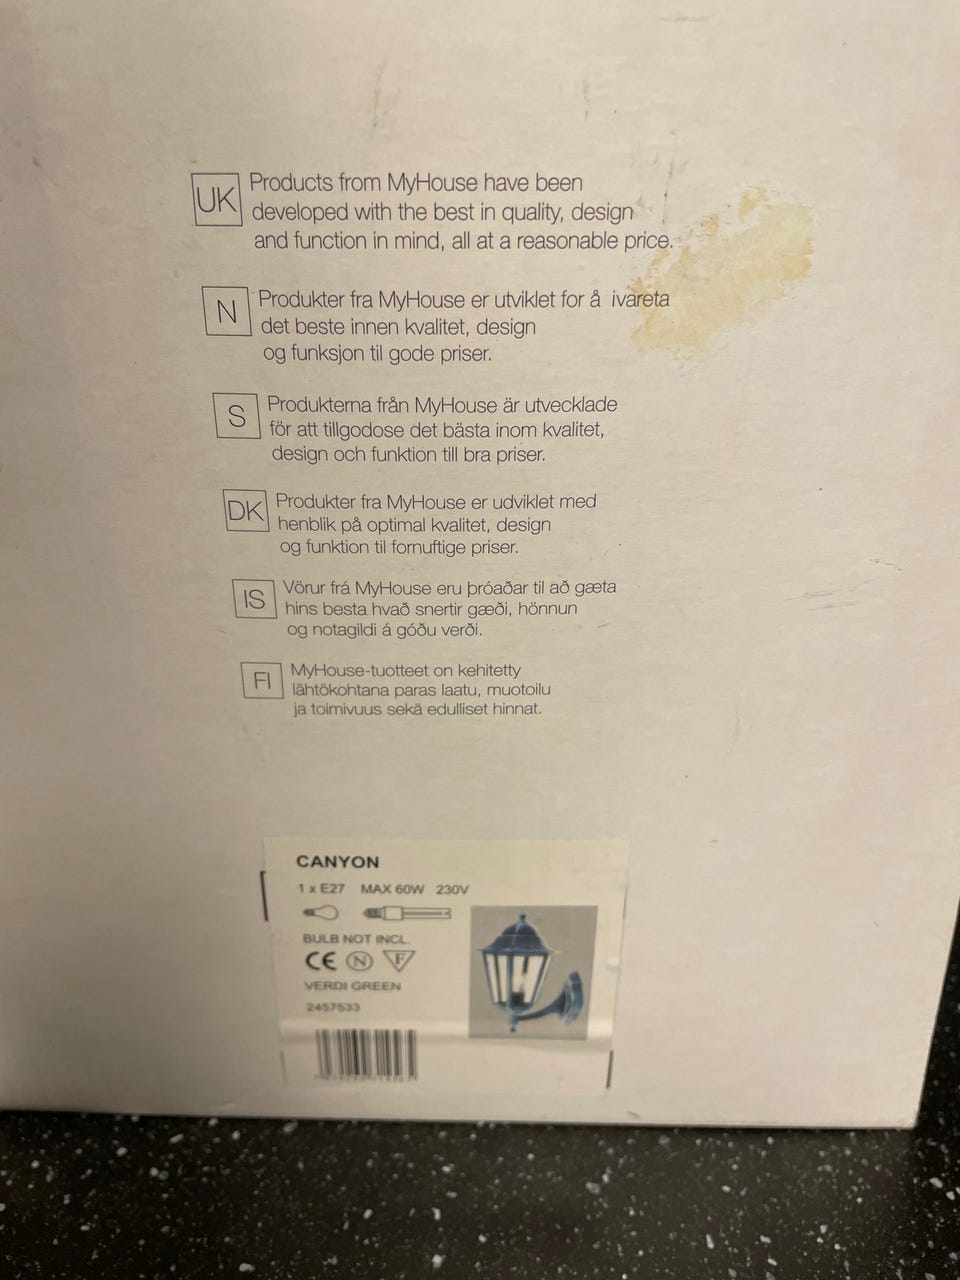 UK
Products from MyHouse have been
developed with the best in quality, design
and function in mind, all at a reasonable price.
N
Produkter fra MyHouse er utviklet for å ivareta
det beste innen kvalitet, design
og funksjon til gode priser.
S
Produkterna från MyHouse är utvecklade
för att tillgodose det bästa inom kvalitet,
design och funktion till bra priser.
DK
Produkter fra MyHouse er udviklet med
henblik på optimal kvalitet, design
og funktion til fornuftige priser.
IS
Vörur frá MyHouse eru þróaðar til að gæta
hins besta hvað snertir gæði, hönnun
og notagildi á góðu verði.
FI
MyHouse-tuotteet on kehitetty
lähtökohtana paras laatu, muotoilu
ja toimivuus sekä edulliset hinnat.
CANYON
1 x E27 MAX 60W 230V
BULB NOT INCL.
CE N F
VERDI GREEN
2457533